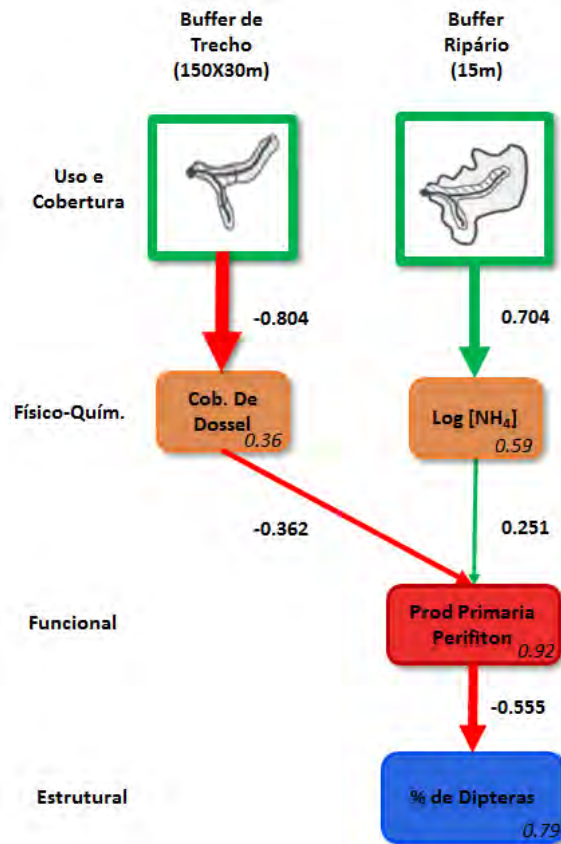 Buffer de
Trecho
(150X30m)
Buffer
Ripário
(15m)
Uso e
Cobertura
-0.804
0.704
Físico-Quím.
Cob. De
Dossel
0.36
Log [NH₄]
0.59
-0.362
0.251
Funcional
Prod Primaria
Perifiton
0.92
-0.555
Estrutural
% de Dipteras
0.79